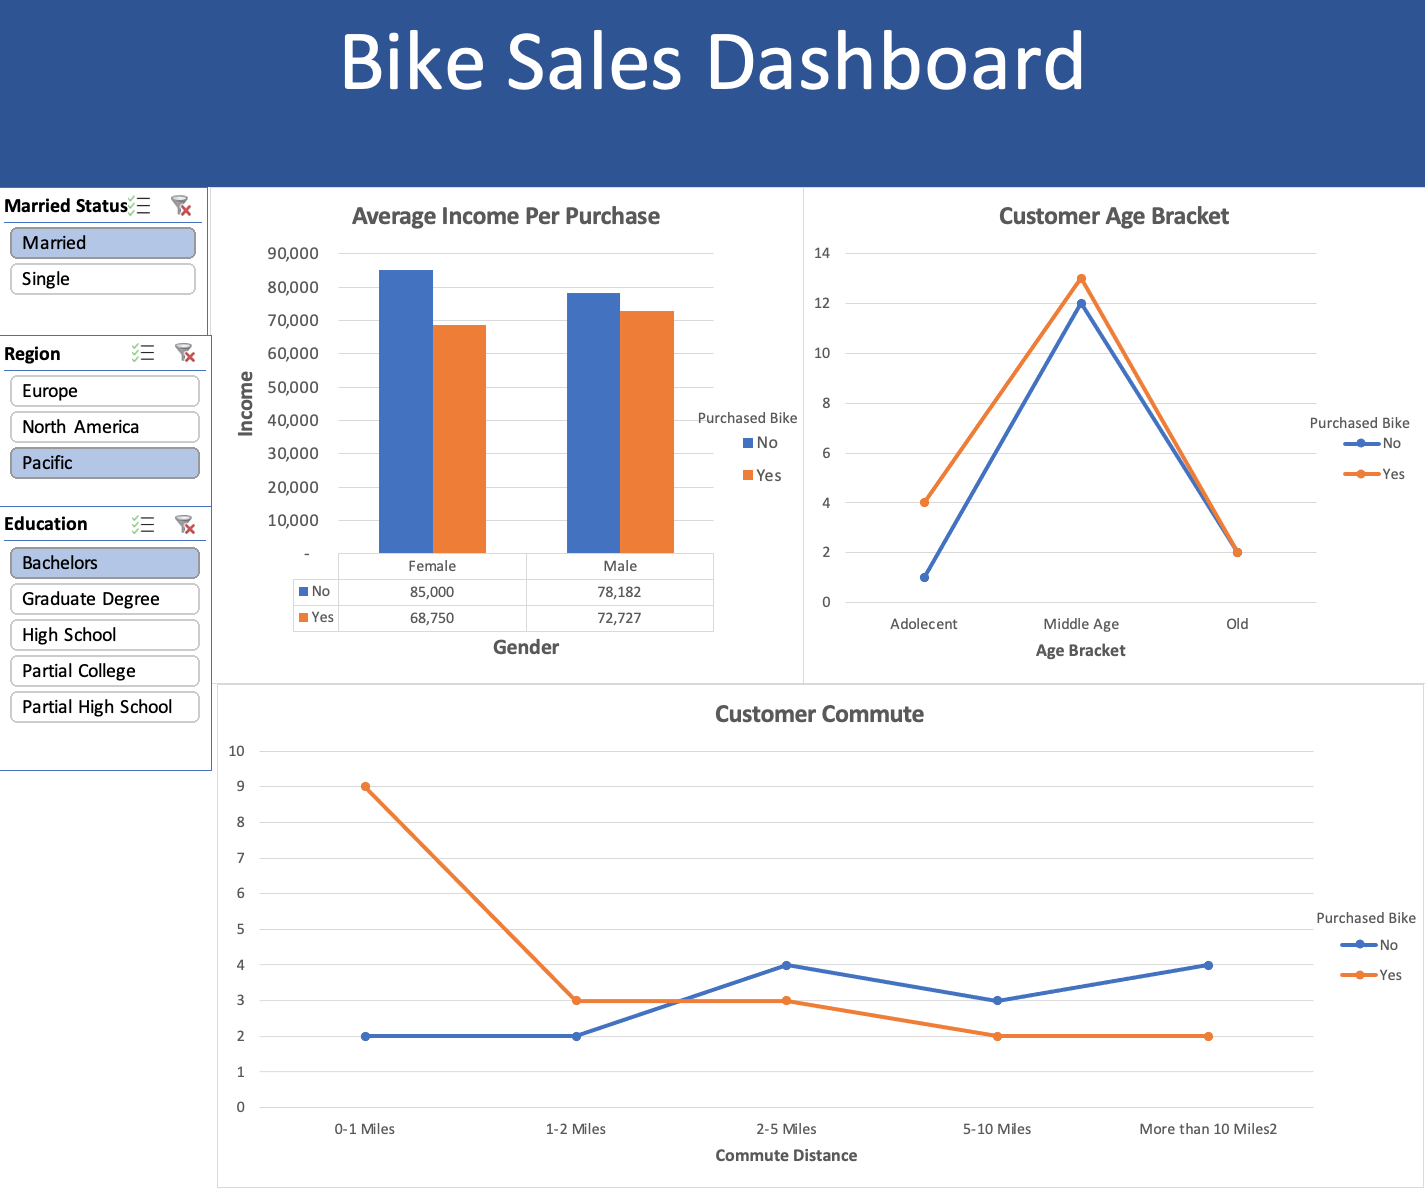 Bike Sales Dashboard
Married Status
Married
Single
Region
Europe
North America
Pacific
Education
Bachelors
Graduate Degree
High School
Partial College
Partial High School
Average Income Per Purchase
90,000
80,000
70,000
60,000
50,000
40,000
30,000
20,000
10,000
-
Income
Female Male
No 85,000 78,182
Yes 68,750 72,727
Gender
Purchased Bike
No
Yes
Customer Age Bracket
14
12
10
8
6
4
2
0
Adolecent Middle Age Old
Age Bracket
Purchased Bike
No
Yes
Customer Commute
10
9
8
7
6
5
4
3
2
1
0
0-1 Miles 1-2 Miles 2-5 Miles 5-10 Miles More than 10 Miles2
Commute Distance
Purchased Bike
No
Yes